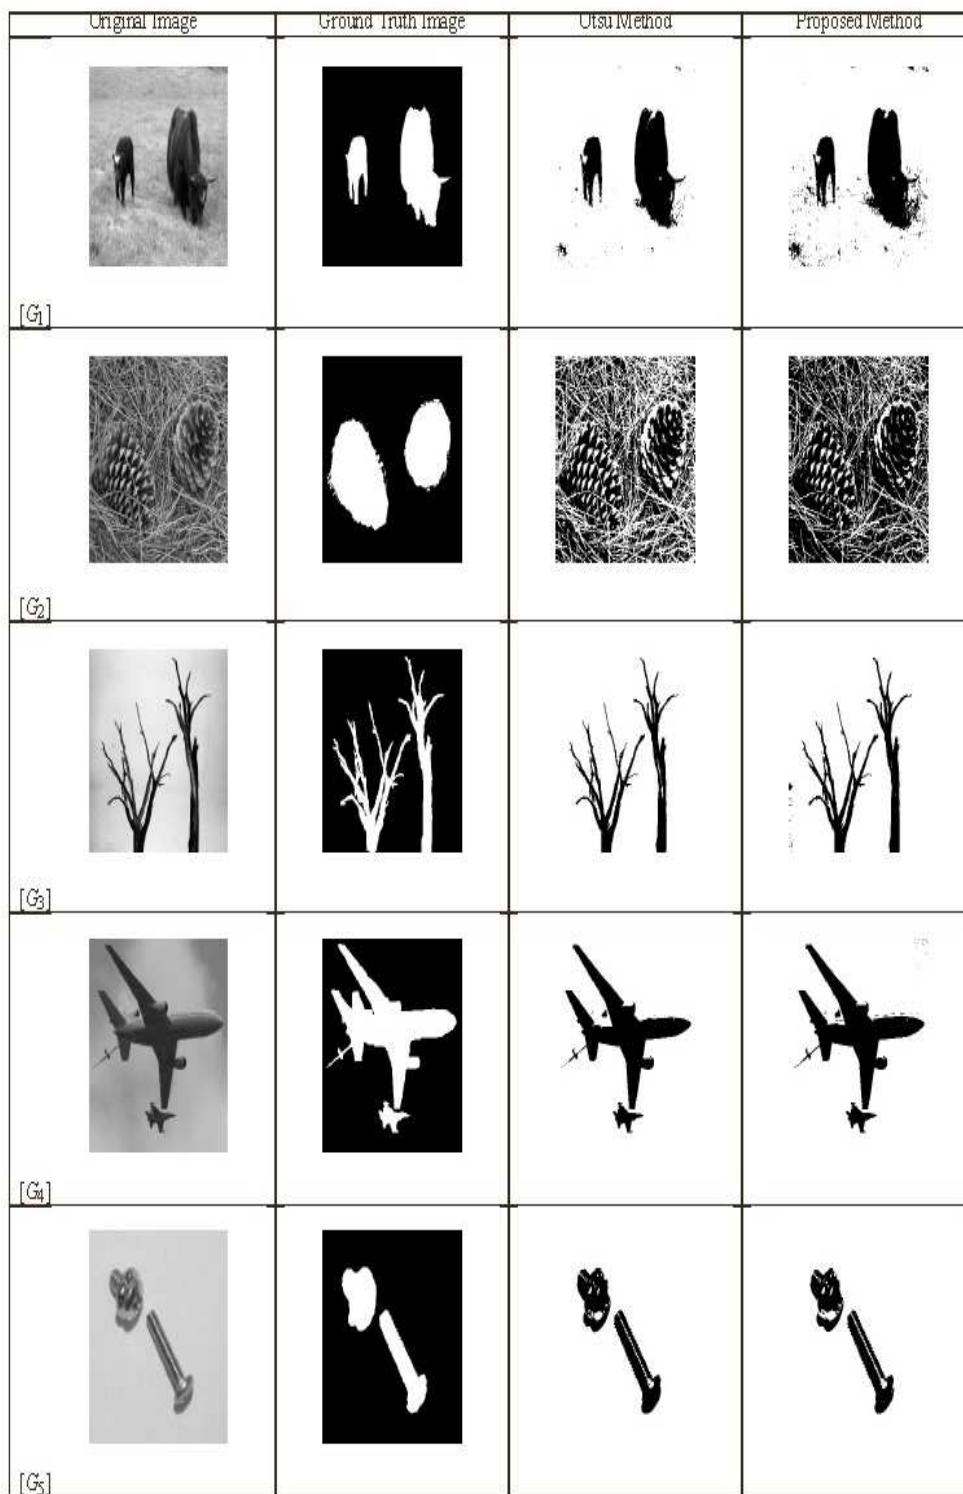 Original Image
Ground Truth Image
Otsu Method
Proposed Method
[G1]
[G2]
[G3]
[G4]
[G5]